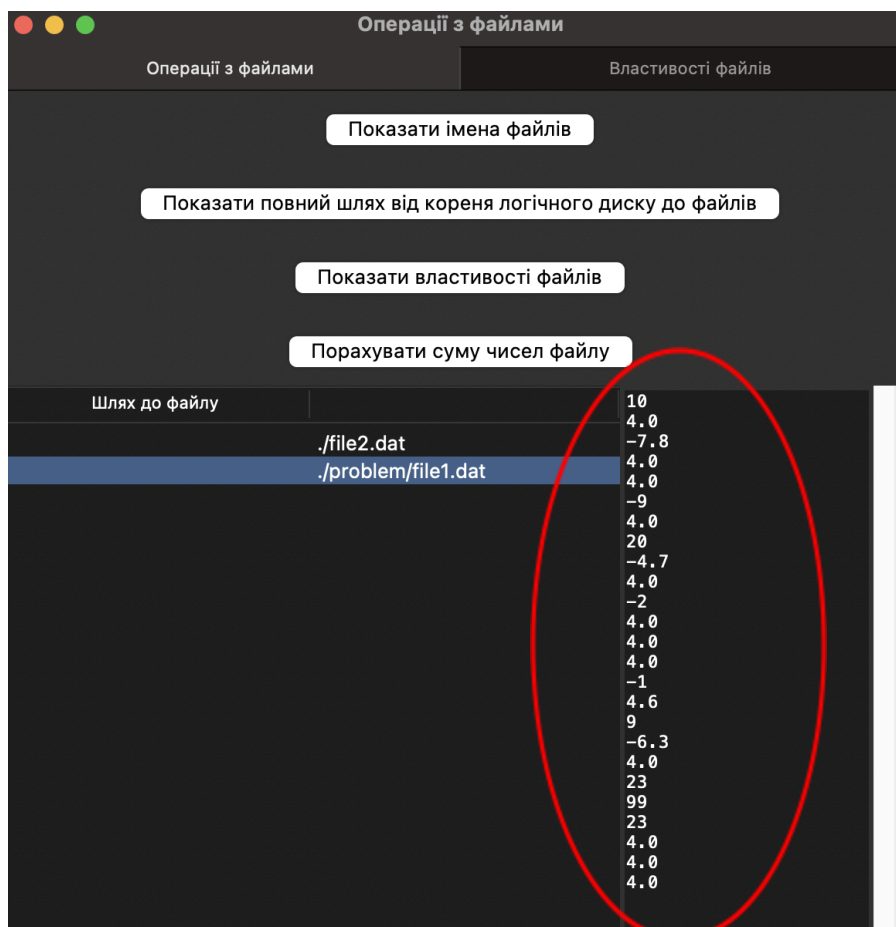 Операції з файлами
Операції з файлами
Властивості файлів
Показати імена файлів
Показати повний шлях від кореня логічного диску до файлів
Показати властивості файлів
Порахувати суму чисел файлу
Шлях до файлу
./file2.dat
./problem/file1.dat
10
4.0
-7.8
4.0
4.0
-9
4.0
20
-4.7
4.0
-2
4.0
4.0
4.0
-1
4.6
9
-6.3
4.0
23
99
23
4.0
4.0
4.0